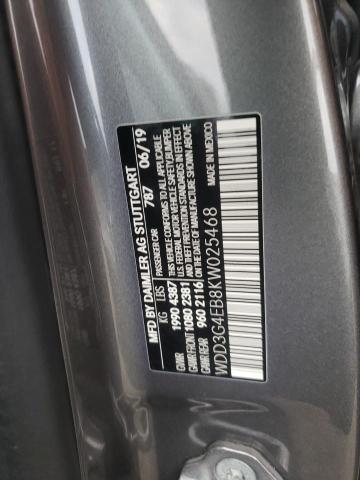 MFD BY DAIMLER AG STUTTGART
PASSENGER CAR 787 06/19
KG LBS
GVWR 1990 4387
GAWR FRONT 1080 2381
GAWR REAR 960 2116
THIS VEHICLE CONFORMS TO ALL APPLICABLE
U.S. FEDERAL MOTOR VEHICLE SAFETY, BUMPER
AND THEFT PREVENTION STANDARDS IN EFFECT
ON THE DATE OF MANUFACTURE SHOWN ABOVE.
WDD3G4EB8KW025468
MADE IN MEXICO